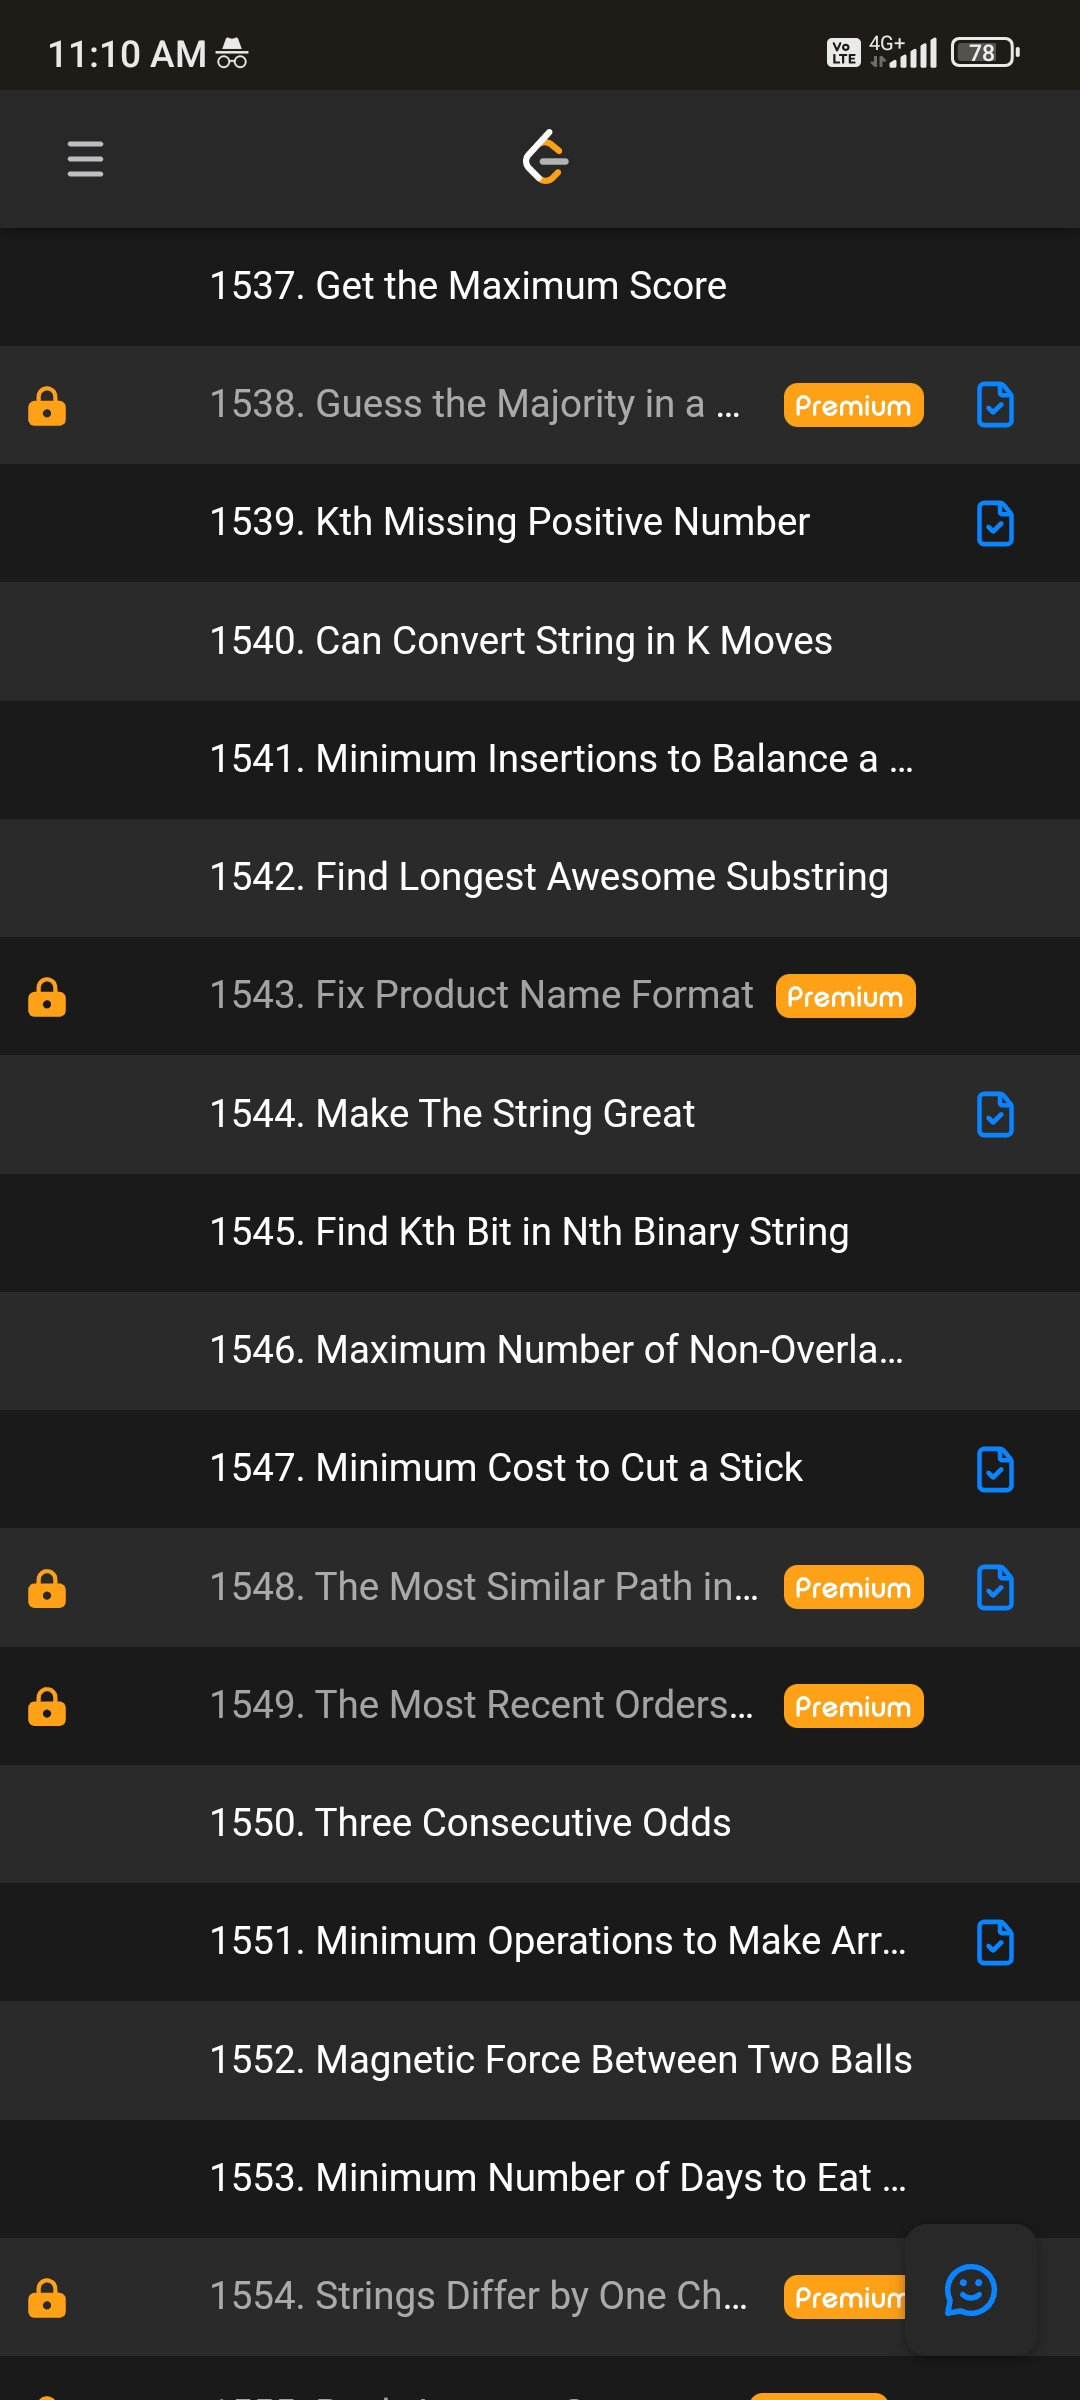 11:10 AM
Vo LTE 4G+ 78
1537. Get the Maximum Score
1538. Guess the Majority in a ... Premium
1539. Kth Missing Positive Number
1540. Can Convert String in K Moves
1541. Minimum Insertions to Balance a ...
1542. Find Longest Awesome Substring
1543. Fix Product Name Format Premium
1544. Make The String Great
1545. Find Kth Bit in Nth Binary String
1546. Maximum Number of Non-Overla...
1547. Minimum Cost to Cut a Stick
1548. The Most Similar Path in... Premium
1549. The Most Recent Orders... Premium
1550. Three Consecutive Odds
1551. Minimum Operations to Make Arr...
1552. Magnetic Force Between Two Balls
1553. Minimum Number of Days to Eat ...
1554. Strings Differ by One Ch... Premium